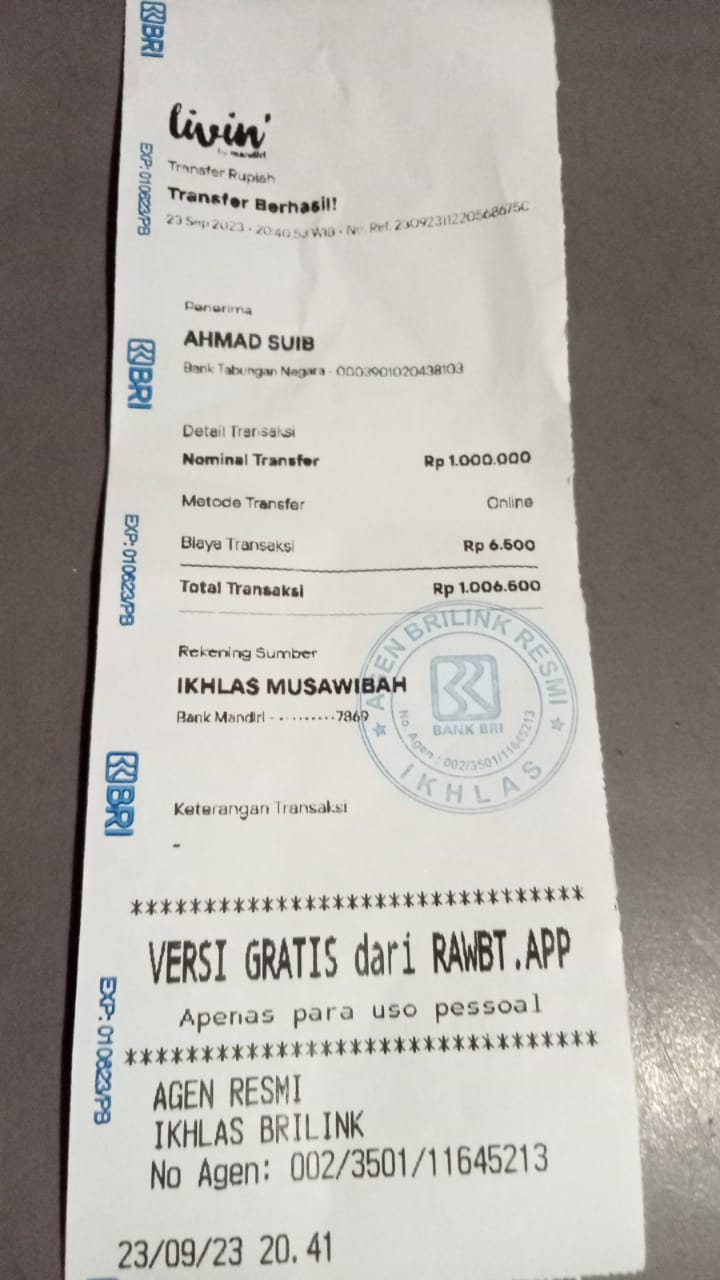 BRI
livin'
by mandiri
Transfer Rupiah
Transfer Berhasil!
23 Sep 2023 • 20:40:53 WIB • No. Ref. 2309231122056
EXP: 010623/PB
Penerima
AHMAD SUIB
Bank Tabungan Negara - 0003901020438103
BRI
Detail Transaksi
Nominal Transfer Rp 1.000.000
Metode Transfer Online
Biaya Transaksi Rp 6.500
EXP: 010623/PB
Total Transaksi Rp 1.006.500
Rekening Sumber
IKHLAS MUSAWIBAH
Bank Mandiri - ·········7869
AGEN BRILINK RESMI
BANK BRI
No Agen : 002/3501/11645213
IKHLAS
BRI
Keterangan Transaksi
-
********************************
VERSI GRATIS dari RAWBT.APP
Apenas para uso pessoal
********************************
EXP: 010623/PB
AGEN RESMI
IKHLAS BRILINK
No Agen: 002/3501/11645213
23/09/23 20.41